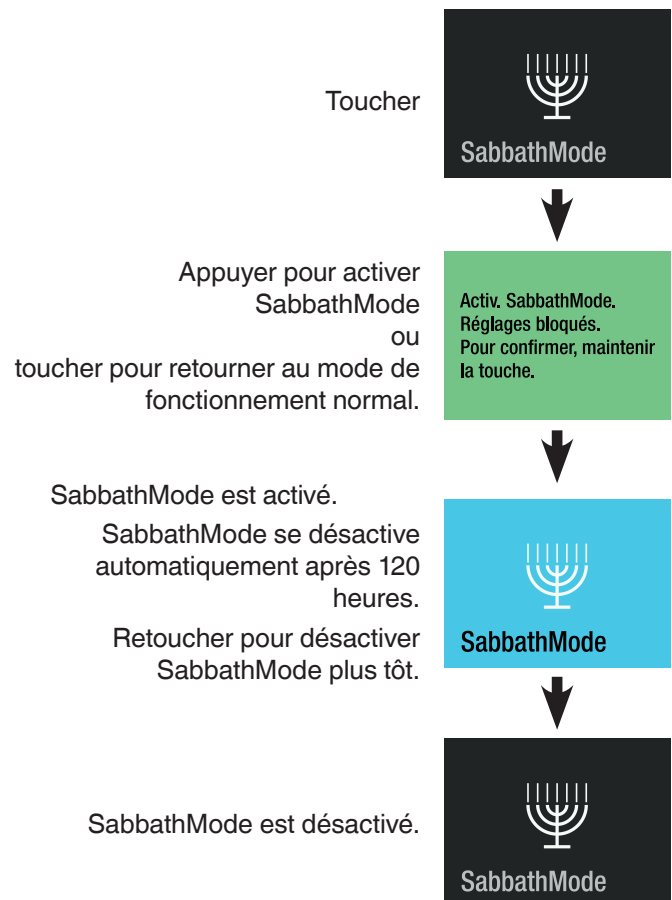 Toucher
SabbathMode
Appuyer pour activer
SabbathMode
ou
toucher pour retourner au mode de
fonctionnement normal.
Activ. SabbathMode.
Réglages bloqués.
Pour confirmer, maintenir
la touche.
SabbathMode est activé.
SabbathMode se désactive
automatiquement après 120
heures.
Retoucher pour désactiver
SabbathMode plus tôt.
SabbathMode
SabbathMode est désactivé.
SabbathMode